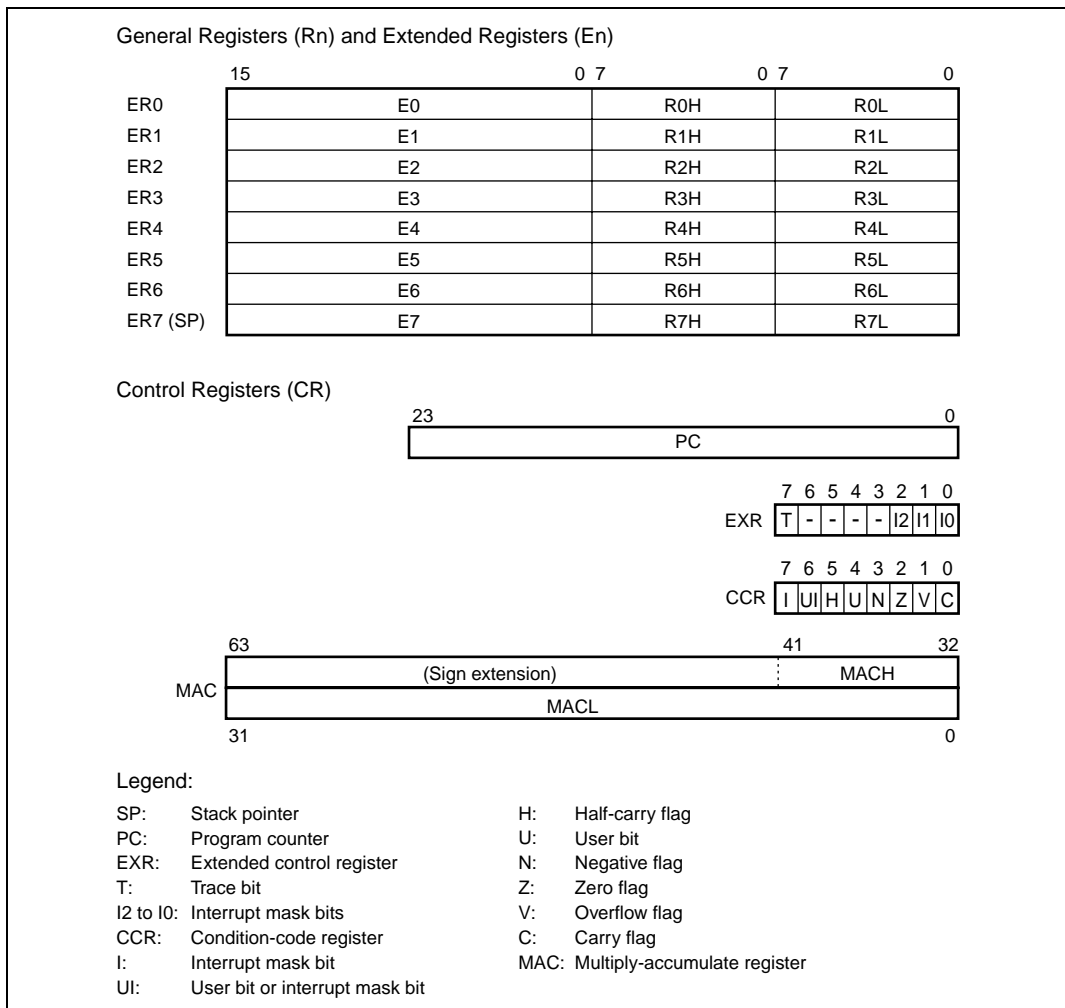 General Registers (Rn) and Extended Registers (En)
15 0 7 0 7 0
ER0 E0 R0H R0L
ER1 E1 R1H R1L
ER2 E2 R2H R2L
ER3 E3 R3H R3L
ER4 E4 R4H R4L
ER5 E5 R5H R5L
ER6 E6 R6H R6L
ER7 (SP) E7 R7H R7L
Control Registers (CR)
23 0
PC
7 6 5 4 3 2 1 0
EXR T - - - - I2 I1 I0
7 6 5 4 3 2 1 0
CCR I UI H U N Z V C
63 41 32
(Sign extension) MACH
MAC
MACL
31 0
Legend:
SP: Stack pointer
PC: Program counter
EXR: Extended control register
T: Trace bit
I2 to I0: Interrupt mask bits
CCR: Condition-code register
I: Interrupt mask bit
UI: User bit or interrupt mask bit
H: Half-carry flag
U: User bit
N: Negative flag
Z: Zero flag
V: Overflow flag
C: Carry flag
MAC: Multiply-accumulate register